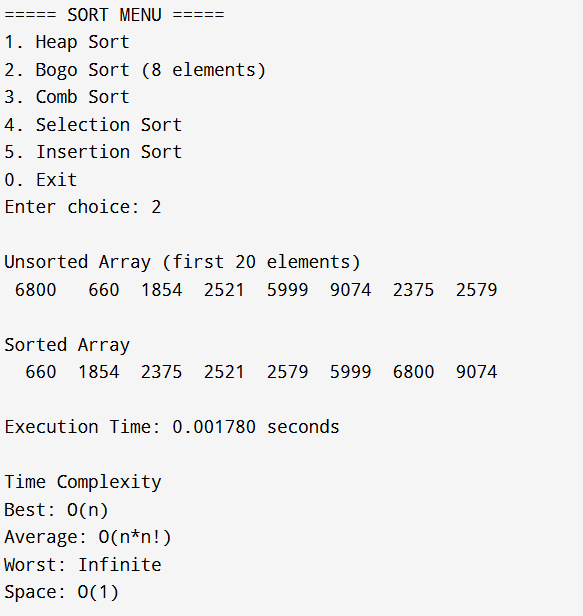 ===== SORT MENU =====
1. Heap Sort
2. Bogo Sort (8 elements)
3. Comb Sort
4. Selection Sort
5. Insertion Sort
0. Exit
Enter choice: 2
Unsorted Array (first 20 elements)
6800 660 1854 2521 5999 9074 2375 2579
Sorted Array
660 1854 2375 2521 2579 5999 6800 9074
Execution Time: 0.001780 seconds
Time Complexity
Best: O(n)
Average: O(n*n!)
Worst: Infinite
Space: O(1)